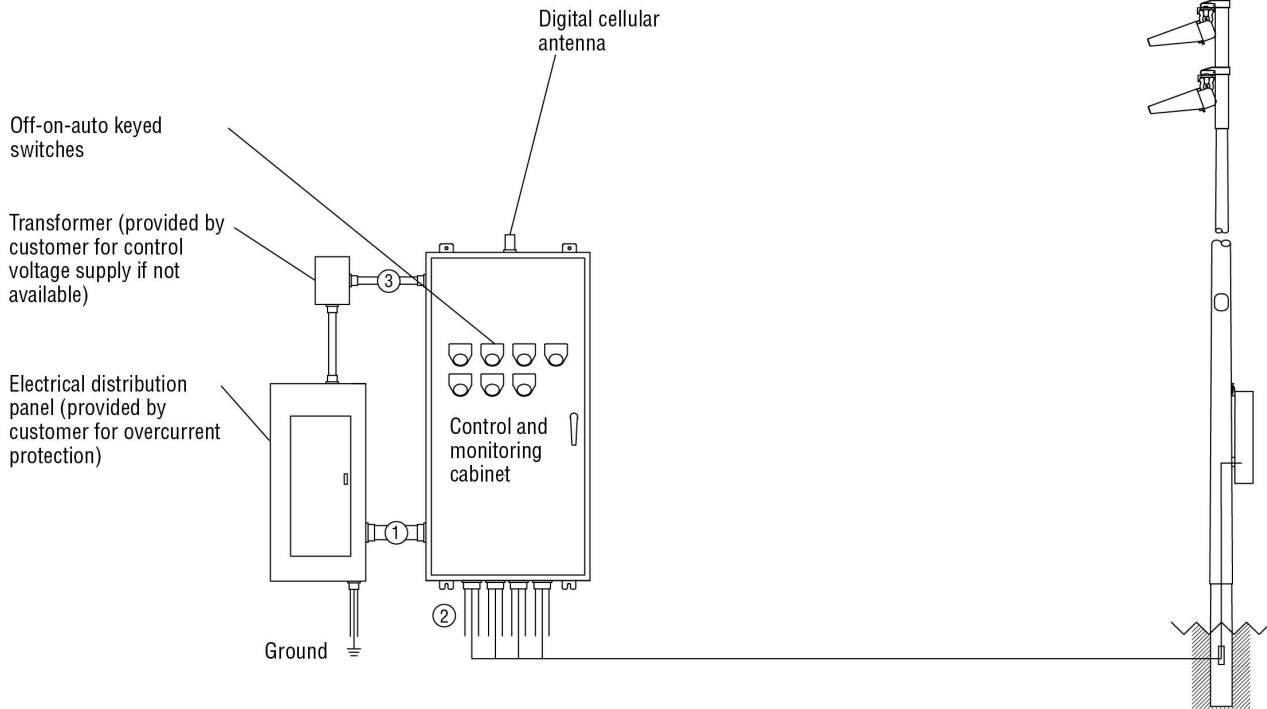 Digital cellular
antenna
Off-on-auto keyed
switches
Transformer (provided by
customer for control
voltage supply if not
available)
3
Electrical distribution
panel (provided by
customer for overcurrent
protection)
Control and
monitoring
cabinet
1
2
Ground